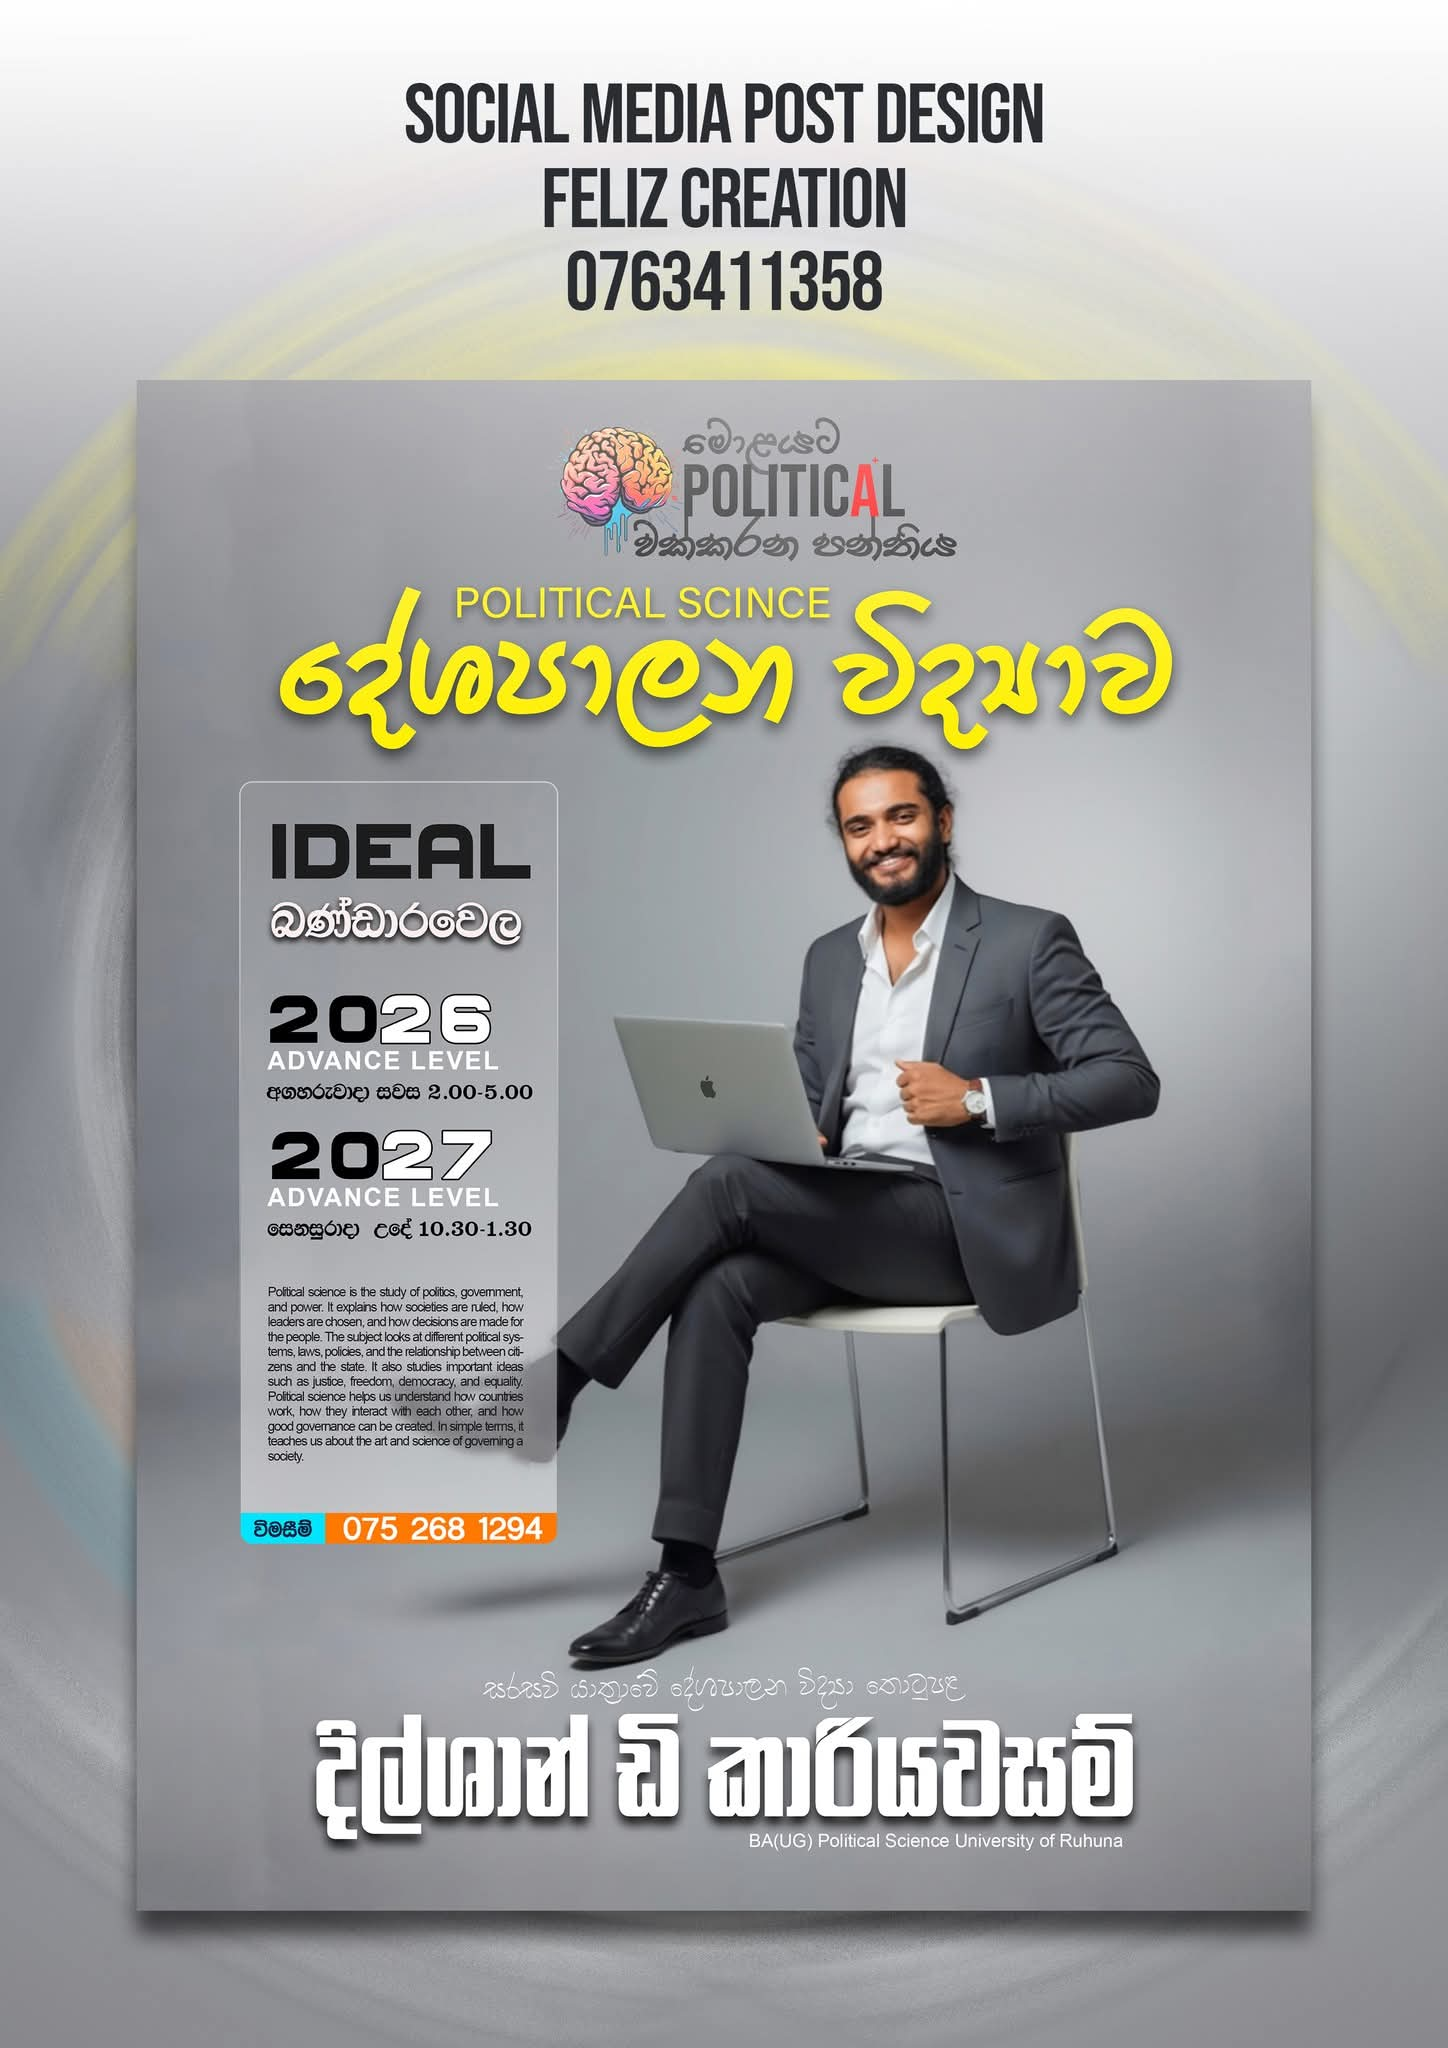 SOCIAL MEDIA POST DESIGN
FELIZ CREATION
0763411358
මොළයට
POLITICAL
වක්කරන පන්තිය
POLITICAL SCINCE
දේශපාලන විද්‍යාව
IDEAL
බණ්ඩාරවෙල
2026
ADVANCE LEVEL
අගහරුවාදා සවස 2.00-5.00
2027
ADVANCE LEVEL
සෙනසුරාදා උදේ 10.30-1.30
Political science is the study of politics, government,
and power. It explains how societies are ruled, how
leaders are chosen, and how decisions are made for
the people. The subject looks at different political sys-
tems, laws, policies, and the relationship between citi-
zens and the state. It also studies important ideas
such as justice, freedom, democracy, and equality.
Political science helps us understand how countries
work, how they interact with each other, and how
good governance can be created. In simple terms, it
teaches us about the art and science of governing a
society.
විමසීම් 075 268 1294
සරසවි යාත්‍රාවේ දේශපාලන විද්‍යා තොටුපළ
දිල්ශාන් ඩි කාරියවසම්
BA(UG) Political Science University of Ruhuna